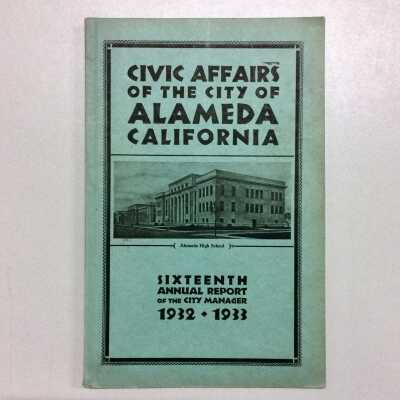 CIVIC AFFAIRS
OF THE CITY OF
ALAMEDA
CALIFORNIA
Alameda High School
SIXTEENTH
ANNUAL REPORT
OF THE CITY MANAGER
1932 • 1933